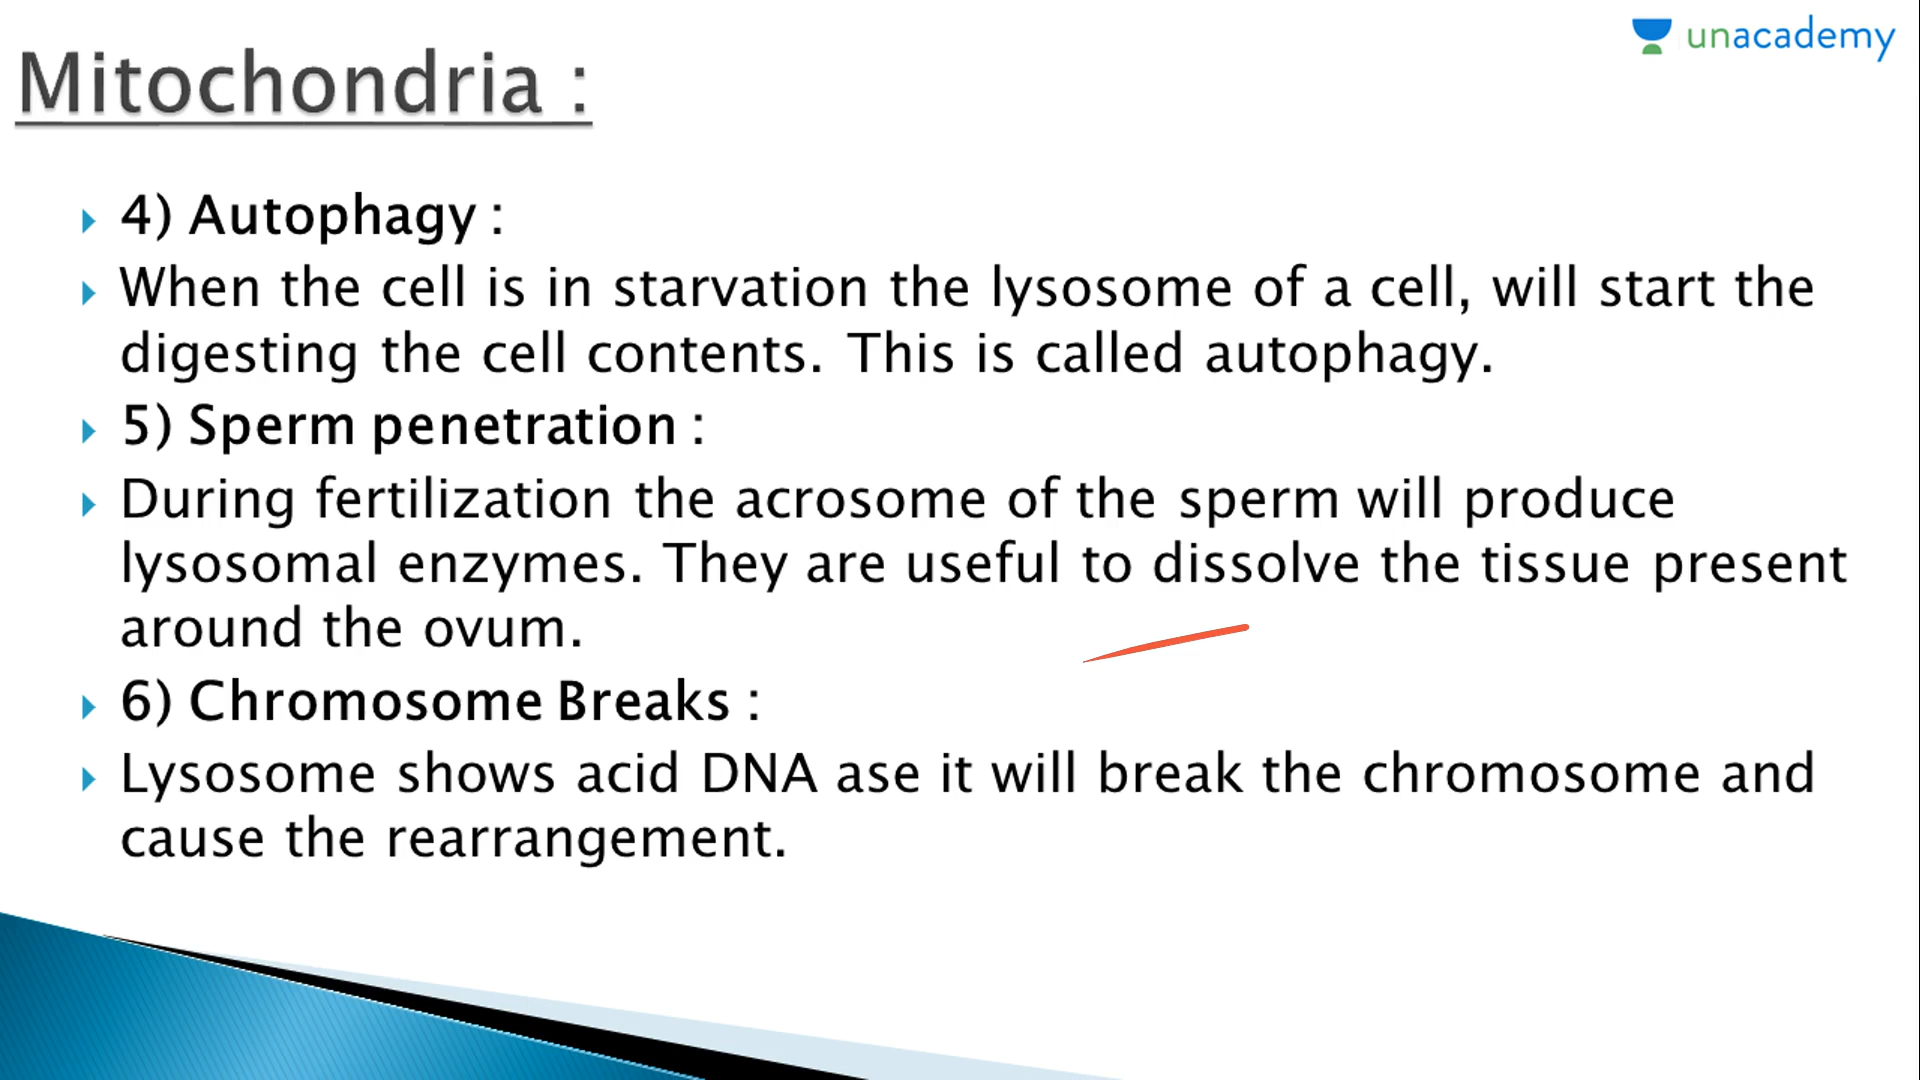 unacademy
Mitochondria :
4) Autophagy :
When the cell is in starvation the lysosome of a cell, will start the
digesting the cell contents. This is called autophagy.
5) Sperm penetration :
During fertilization the acrosome of the sperm will produce
lysosomal enzymes. They are useful to dissolve the tissue present
around the ovum.
6) Chromosome Breaks :
Lysosome shows acid DNA ase it will break the chromosome and
cause the rearrangement.